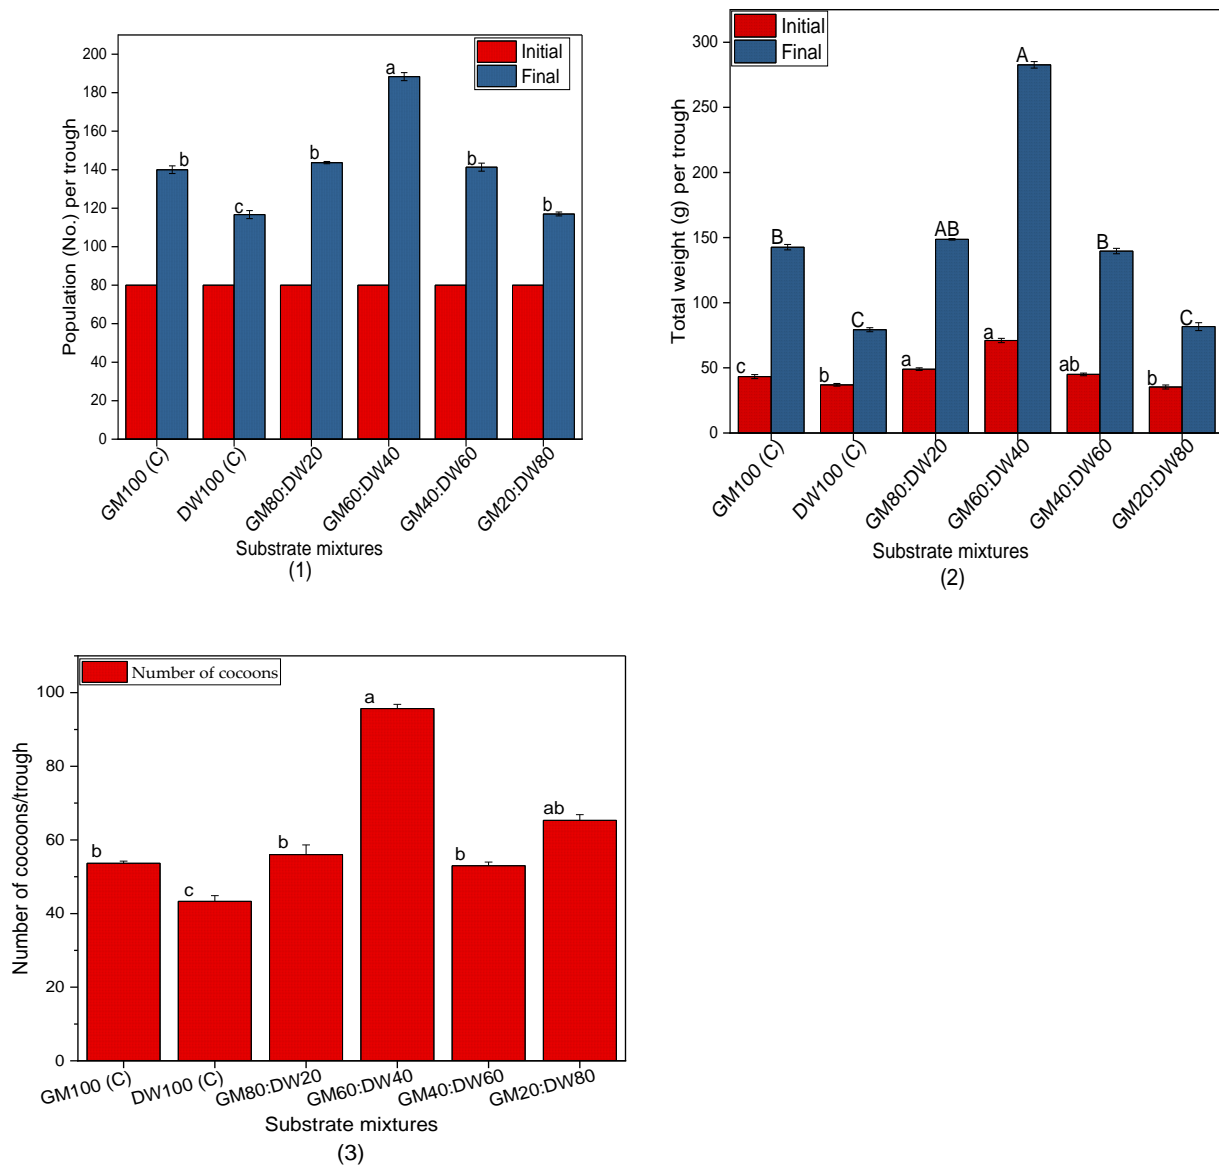 Initial
Final
200
180
160
140
120
100
80
60
40
20
0
Population (No.) per trough
b
c
b
a
b
b
GM100 (C)
DW100 (C)
GM80:DW20
GM60:DW40
GM40:DW60
GM20:DW80
Substrate mixtures
(1)
Initial
Final
300
250
200
150
100
50
0
Total weight (g) per trough
c
B
b
C
a
AB
a
A
ab
B
b
C
GM100 (C)
DW100 (C)
GM80:DW20
GM60:DW40
GM40:DW60
GM20:DW80
Substrate mixtures
(2)
Number of cocoons
100
80
60
40
20
0
Number of cocoons/trough
b
c
b
a
b
ab
GM100 (C)
DW100 (C)
GM80:DW20
GM60:DW40
GM40:DW60
GM20:DW80
Substrate mixtures
(3)